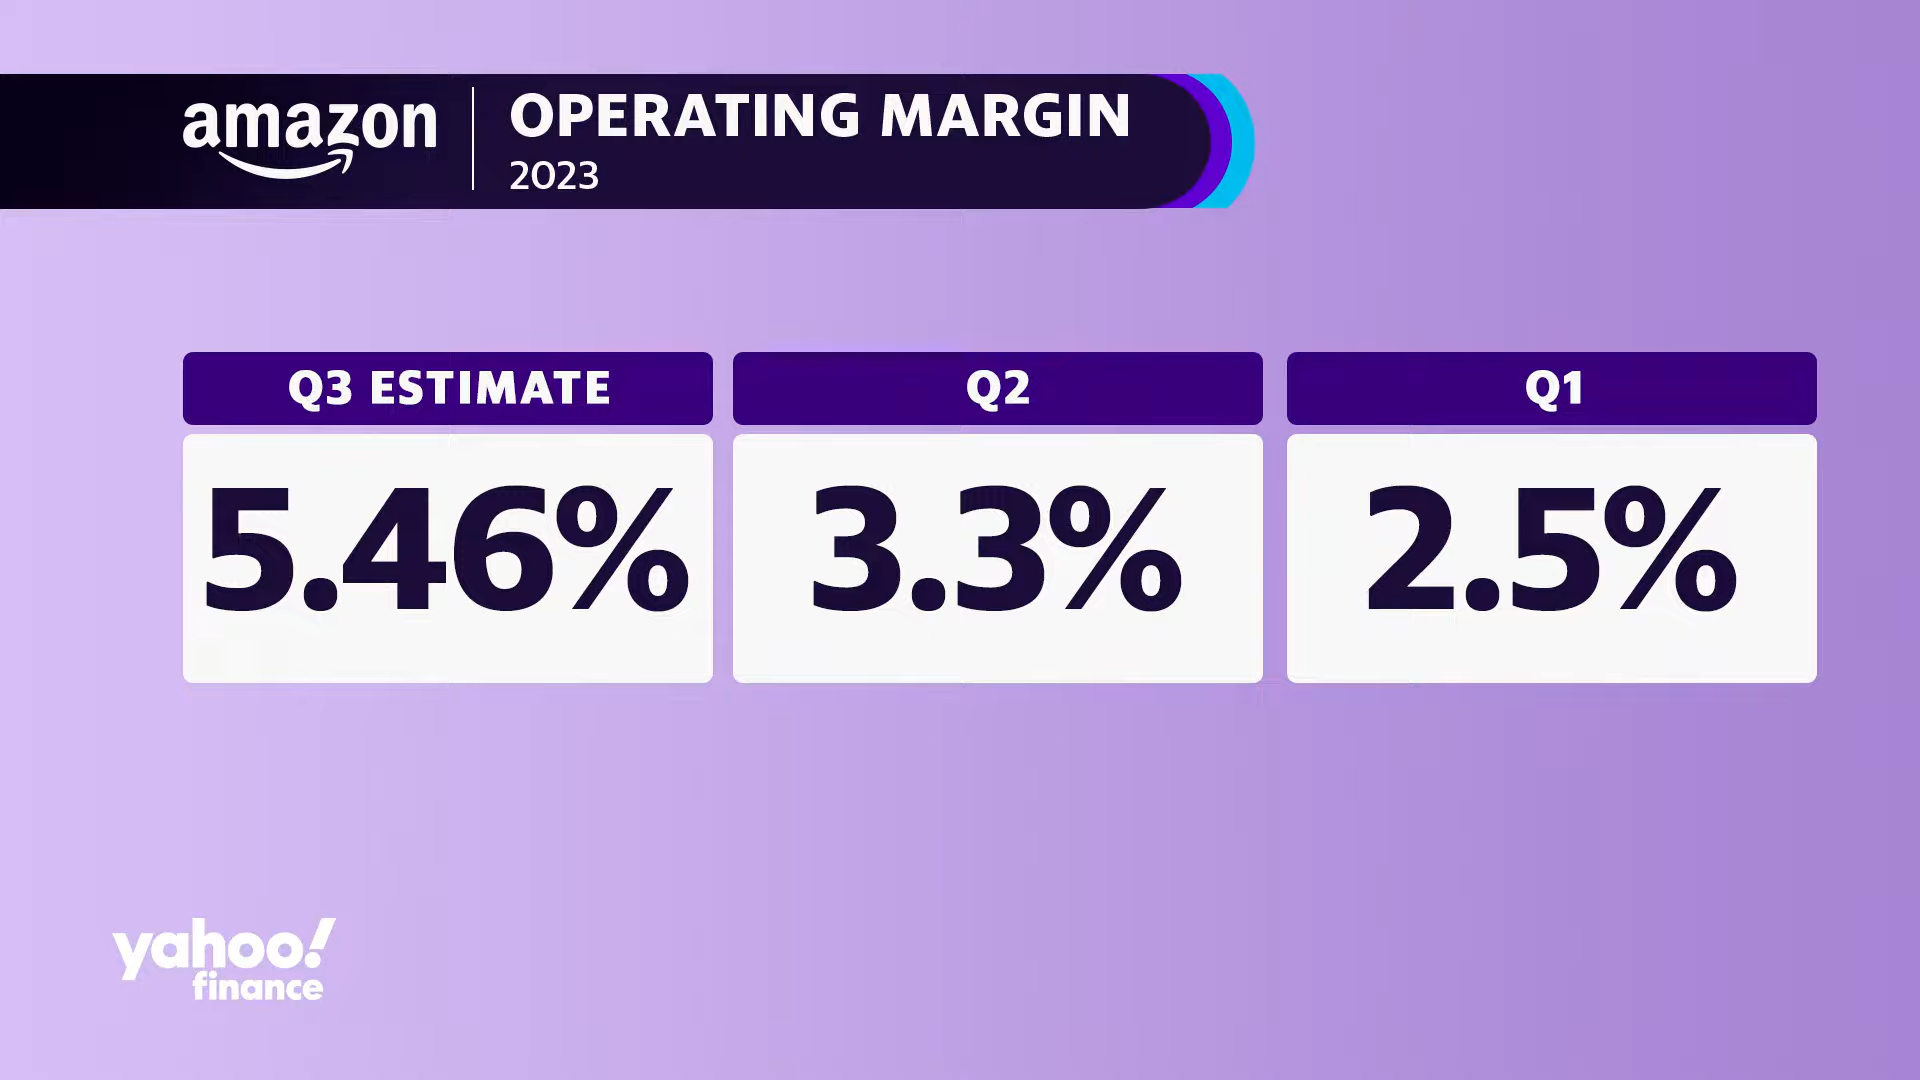 amazon
OPERATING MARGIN
2023
Q3 ESTIMATE
Q2
Q1
5.46%
3.3%
2.5%
yahoo!
finance